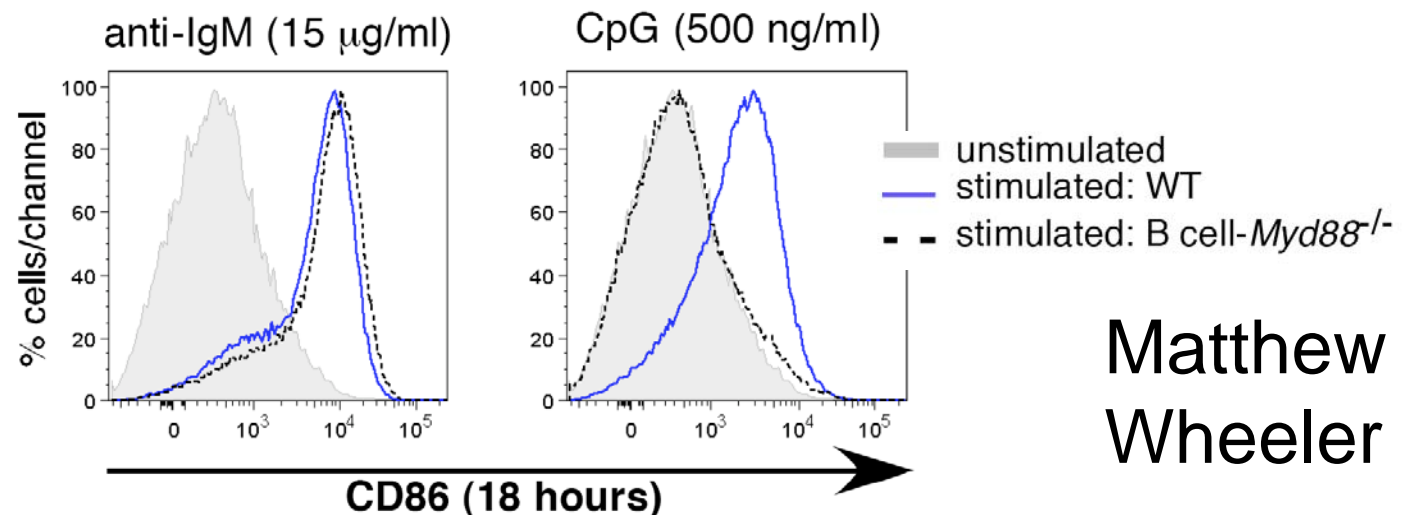 anti-IgM (15 μg/ml)
CpG (500 ng/ml)
% cells/channel
100
80
60
40
20
0
0 10³ 10⁴ 10⁵
100
80
60
40
20
0
0 10³ 10⁴ 10⁵
unstimulated
stimulated: WT
stimulated: B cell-Myd88-/-
CD86 (18 hours)
Matthew
Wheeler